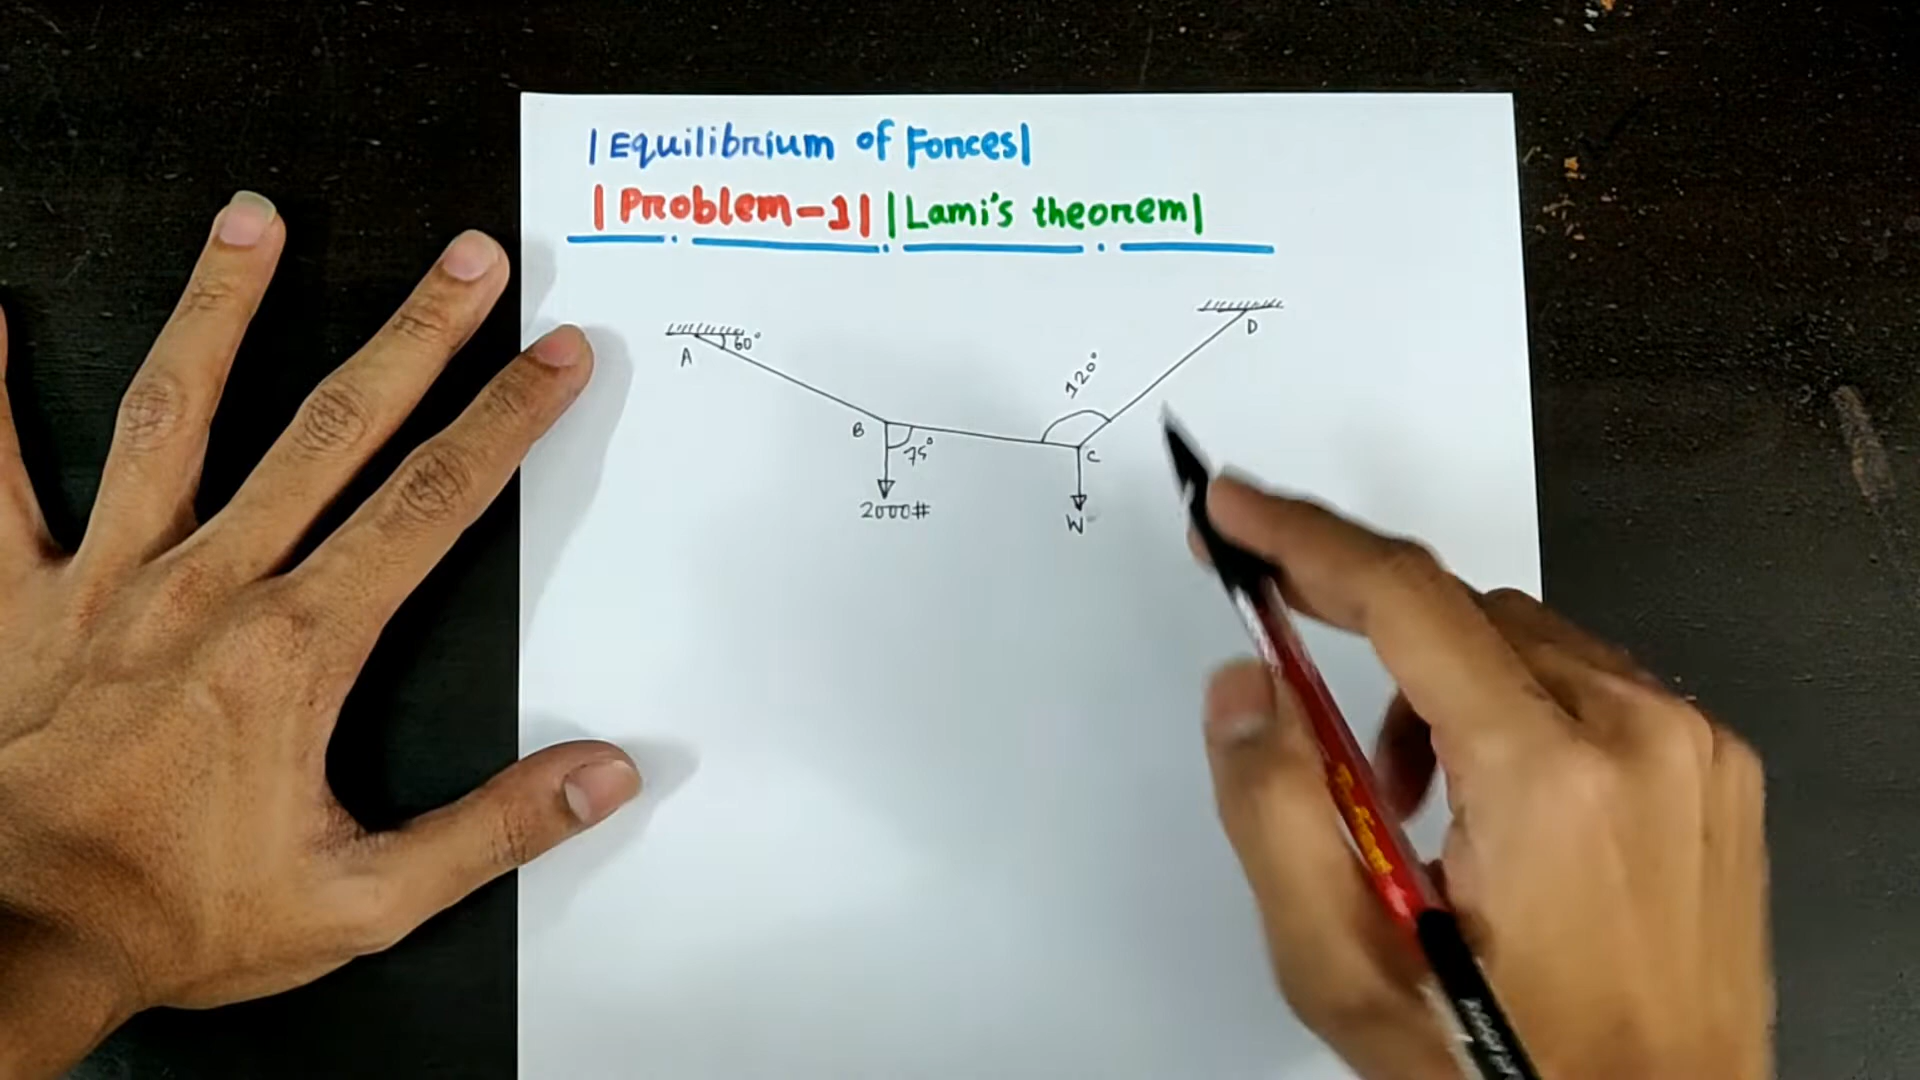 |Equilibrium of Forces|
|Problem-1| |Lami's theorem|
A 60° D
120°
B 75° C
2000# W